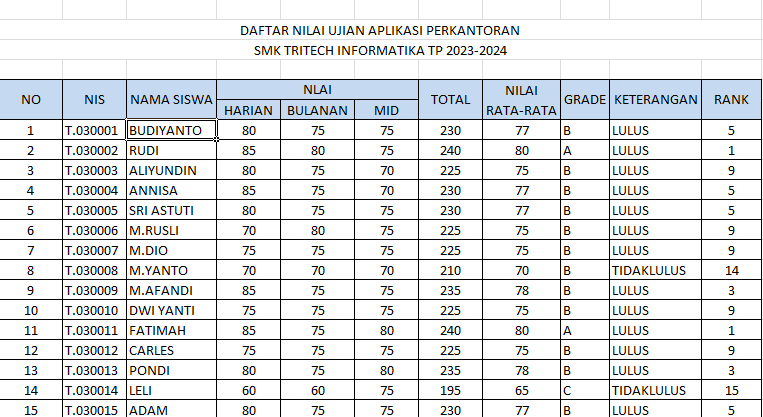 DAFTAR NILAI UJIAN APLIKASI PERKANTORAN
SMK TRITECH INFORMATIKA TP 2023-2024
NO NIS NAMA SISWA NLAI TOTAL NILAI RATA-RATA GRADE KETERANGAN RANK
HARIAN BULANAN MID
1 T.030001 BUDIYANTO 80 75 75 230 77 B LULUS 5
2 T.030002 RUDI 85 80 75 240 80 A LULUS 1
3 T.030003 ALIYUNDIN 80 75 70 225 75 B LULUS 9
4 T.030004 ANNISA 85 75 70 230 77 B LULUS 5
5 T.030005 SRI ASTUTI 80 75 75 230 77 B LULUS 5
6 T.030006 M.RUSLI 70 80 75 225 75 B LULUS 9
7 T.030007 M.DIO 75 75 75 225 75 B LULUS 9
8 T.030008 M.YANTO 70 70 70 210 70 B TIDAKLULUS 14
9 T.030009 M.AFANDI 85 75 75 235 78 B LULUS 3
10 T.030010 DWI YANTI 75 75 75 225 75 B LULUS 9
11 T.030011 FATIMAH 85 75 80 240 80 A LULUS 1
12 T.030012 CARLES 75 75 75 225 75 B LULUS 9
13 T.030013 PONDI 80 75 80 235 78 B LULUS 3
14 T.030014 LELI 60 60 75 195 65 C TIDAKLULUS 15
15 T.030015 ADAM 80 75 75 230 77 B LULUS 5